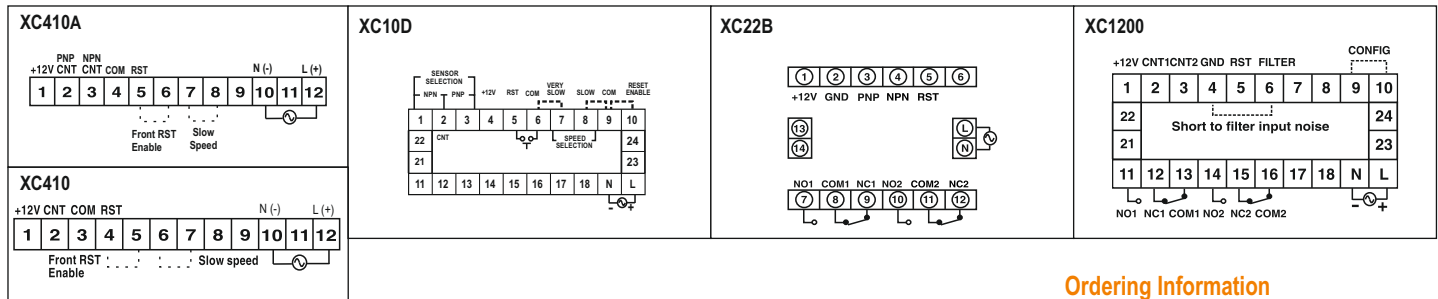 XC410A
PNP NPN
+12V CNT CNT COM RST N (-) L (+)
1 2 3 4 5 6 7 8 9 10 11 12
Front RST Enable
Slow Speed
XC410
+12V CNT COM RST N (-) L (+)
1 2 3 4 5 6 7 8 9 10 11 12
Front RST Enable
Slow speed
XC10D
SENSOR SELECTION
NPN PNP +12V RST COM VERY SLOW SLOW COM RESET ENABLE
1 2 3 4 5 6 7 8 9 10
22 CNT SPEED SELECTION 24
21 23
11 12 13 14 15 16 17 18 N L
- +
XC22B
1 2 3 4 5 6
+12V GND PNP NPN RST
13 L
14 N
NO1 COM1 NC1 NO2 COM2 NC2
7 8 9 10 11 12
XC1200
CONFIG
+12V CNT1CNT2 GND RST FILTER
1 2 3 4 5 6 7 8 9 10
22 Short to filter input noise 24
21 23
11 12 13 14 15 16 17 18 N L
- +
NO1 NC1 COM1 NO2 NC2 COM2
Ordering Information